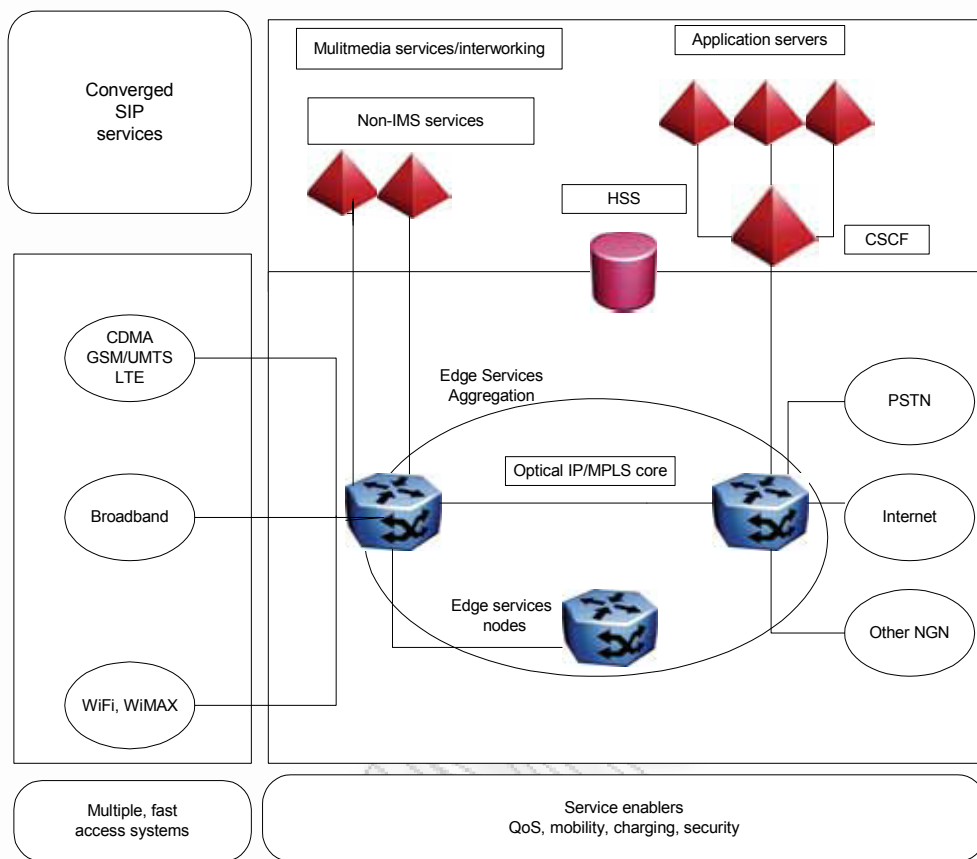 Converged
SIP
services
Mulitmedia services/interworking
Application servers
Non-IMS services
HSS
CSCF
CDMA
GSM/UMTS
LTE
Edge Services
Aggregation
PSTN
Optical IP/MPLS core
Broadband
Internet
Edge services
nodes
Other NGN
WiFi, WiMAX
Multiple, fast
access systems
Service enablers
QoS, mobility, charging, security